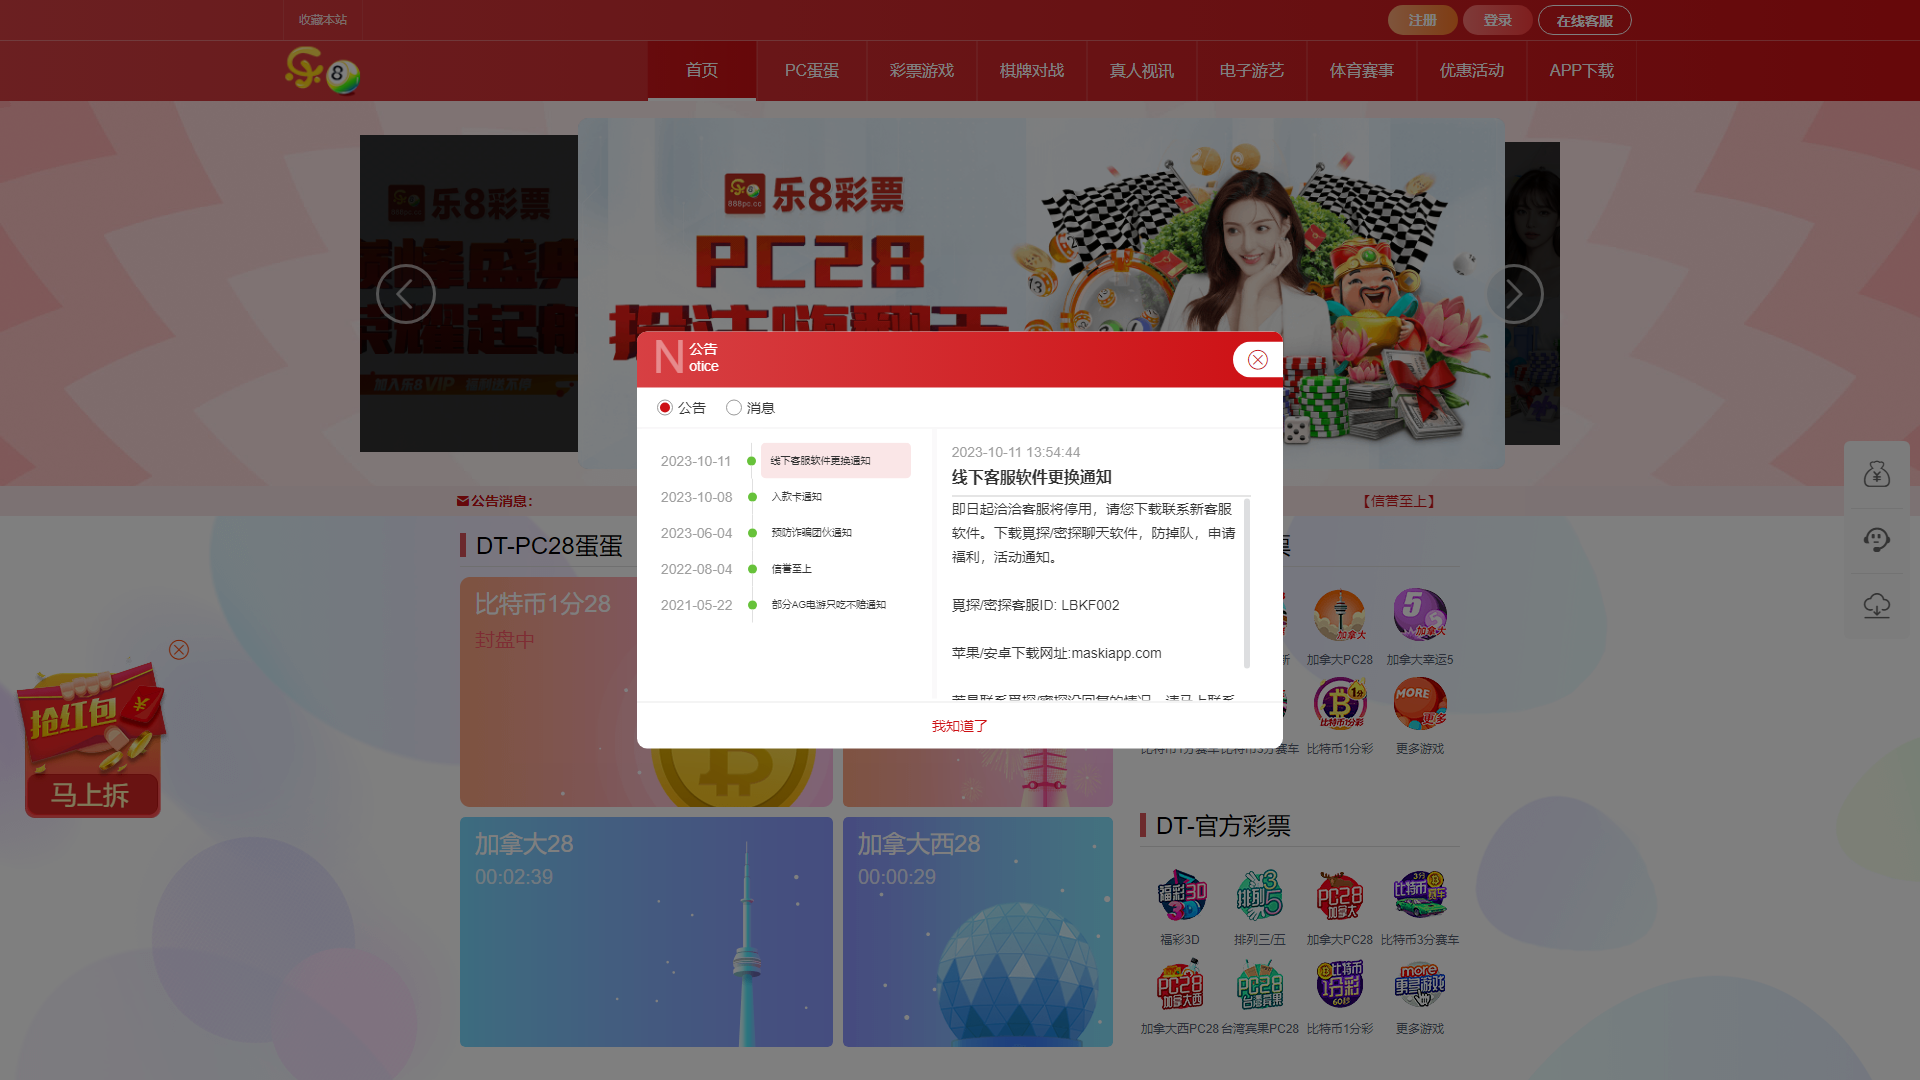 收藏本站
注册
登录
在线客服
8
首页
PC蛋蛋
彩票游戏
棋牌对战
真人视讯
电子游艺
体育赛事
优惠活动
APP下载
乐8彩票
乐8彩票
888pc.cc
PC28
加入乐8VIP
公告消息：
【信誉至上】
N 公告
otice
公告
消息
2023-10-11 线下客服软件更换通知
2023-10-08 入款卡通知
2023-06-04 预防诈骗团伙通知
2022-08-04 信誉至上
2021-05-22 部分AG电游只吃不赔通知
2023-10-11 13:54:44
线下客服软件更换通知
即日起洽洽客服将停用，请您下载联系新客服
软件。下载覓探/密探聊天软件，防掉队，申请
福利，活动通知。
覓探/密探客服ID: LBKF002
苹果/安卓下载网址:maskiapp.com
我知道了
DT-PC28蛋蛋
比特币1分28
封盘中
加拿大28
00:02:39
加拿大西28
00:00:29
加拿大PC28
加拿大幸运5
比特币1分赛车
比特币3分赛车
比特币1分彩
更多游戏
DT-官方彩票
福彩3D
排列三/五
加拿大PC28
比特币3分赛车
加拿大西PC28
台湾宾果PC28
比特币1分彩
更多游戏
抢红包
马上拆